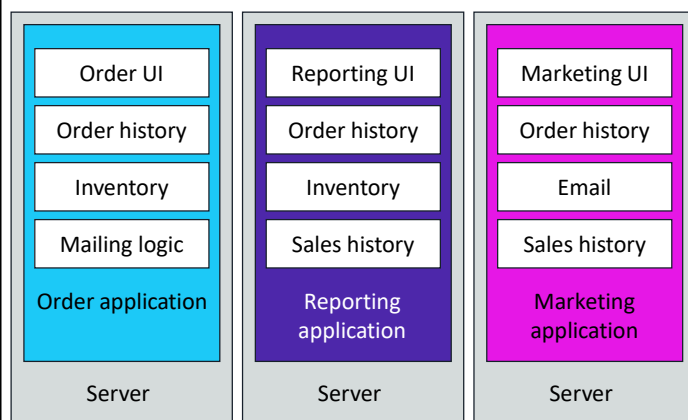 Order UI
Order history
Inventory
Mailing logic
Order application
Server
Reporting UI
Order history
Inventory
Sales history
Reporting
application
Server
Marketing UI
Order history
Email
Sales history
Marketing
application
Server